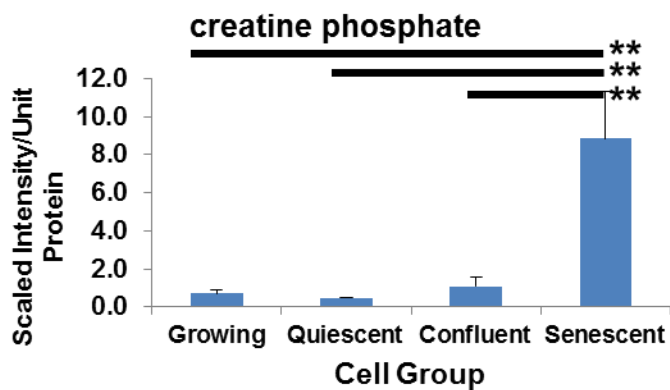 creatine phosphate
**
**
**
12.0
10.0
8.0
6.0
4.0
2.0
0.0
Scaled Intensity/Unit
Protein
Growing Quiescent Confluent Senescent
Cell Group